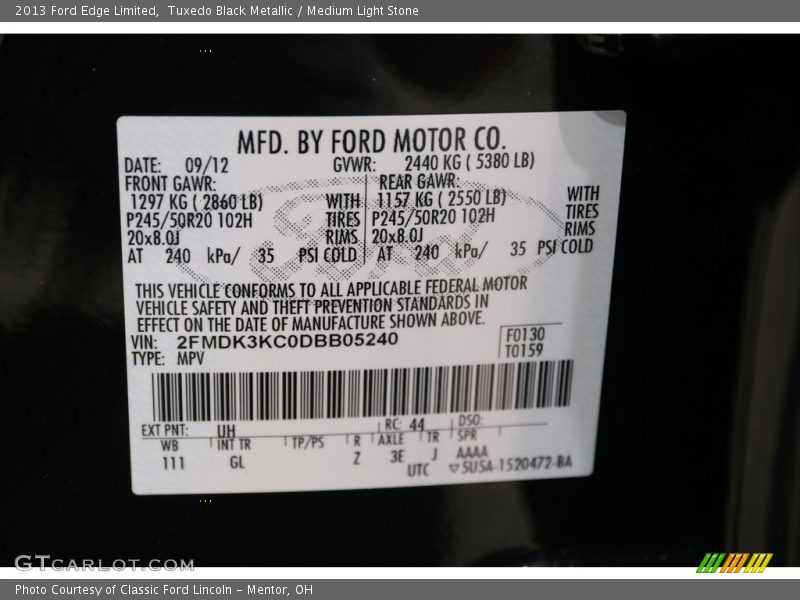 2013 Ford Edge Limited,  Tuxedo Black Metallic / Medium Light Stone
MFD. BY FORD MOTOR CO.
DATE: 09/12 GVWR: 2440 KG ( 5380 LB)
FRONT GAWR: REAR GAWR:
1297 KG ( 2860 LB) WITH 1157 KG ( 2550 LB) WITH
P245/50R20 102H TIRES P245/50R20 102H TIRES
20x8.0J RIMS 20x8.0J RIMS
AT 240 kPa/ 35 PSI COLD AT 240 kPa/ 35 PSI COLD
THIS VEHICLE CONFORMS TO ALL APPLICABLE FEDERAL MOTOR
VEHICLE SAFETY AND THEFT PREVENTION STANDARDS IN
EFFECT ON THE DATE OF MANUFACTURE SHOWN ABOVE.
VIN: 2FMDK3KC0DBB05240 F0130
TYPE: MPV T0159
EXT PNT: UH RC: 44 DSO:
WB INT TR TP/PS R AXLE TR SPR
111 GL Z 3E J AAAA
UTC ▽5U5A-1520472-BA
GTCARLOT.COM
Photo Courtesy of Classic Ford Lincoln - Mentor, OH